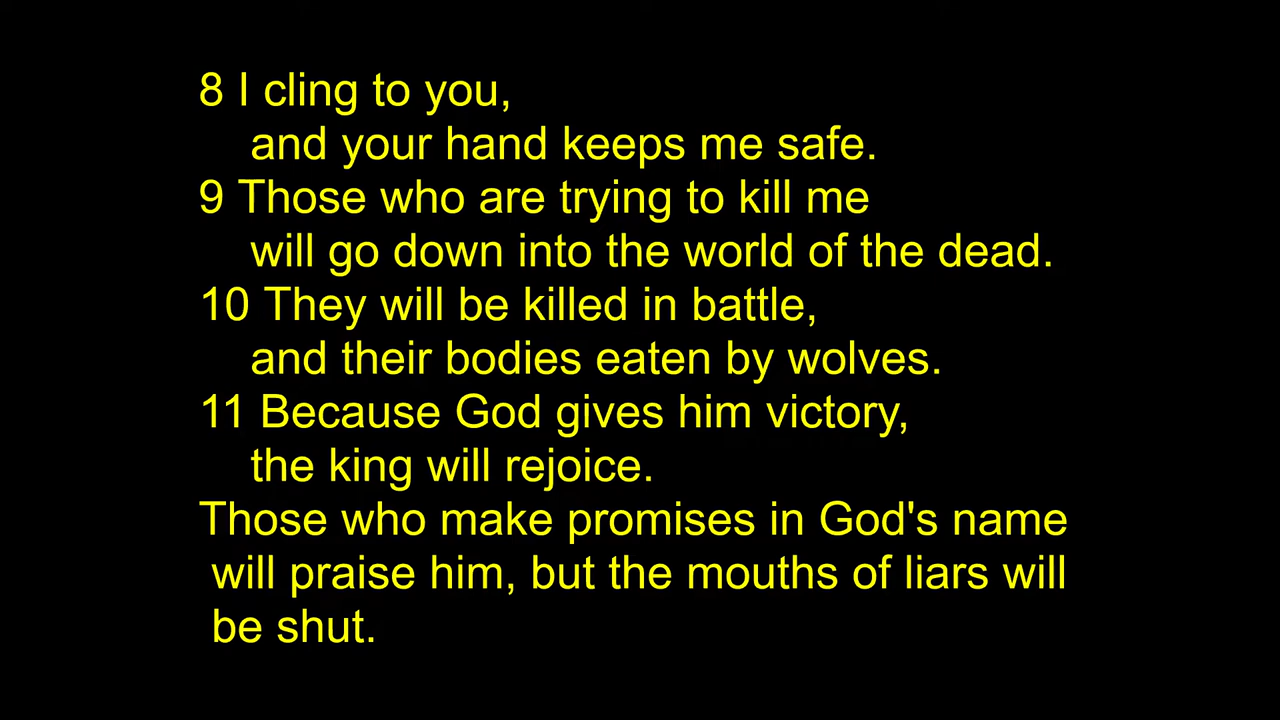 8 I cling to you,
and your hand keeps me safe.
9 Those who are trying to kill me
will go down into the world of the dead.
10 They will be killed in battle,
and their bodies eaten by wolves.
11 Because God gives him victory,
the king will rejoice.
Those who make promises in God's name
will praise him, but the mouths of liars will
be shut.